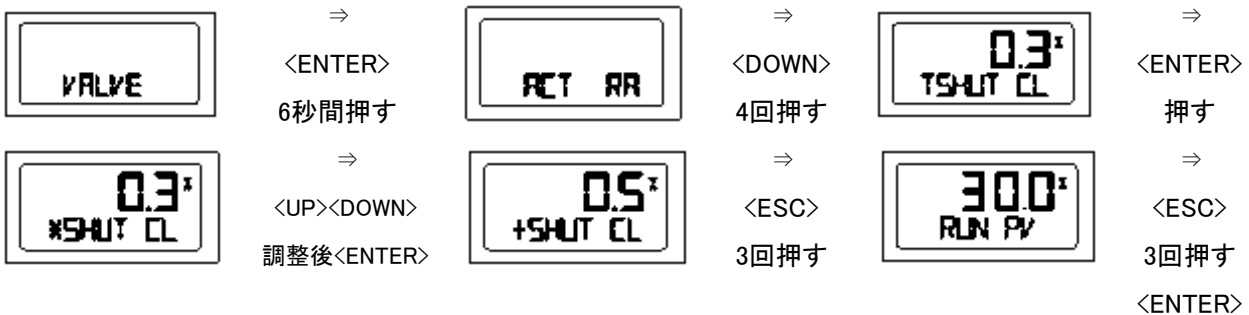 ⇒ ⇒ ⇒
VALVE <ENTER> ACT RA <DOWN> 0.3% TSHUT CL <ENTER>
6秒間押す 4回押す 押す
⇒ ⇒ ⇒
0.3% *SHUT CL <UP><DOWN> 0.5% +SHUT CL <ESC> 30.0% RUN PV <ESC>
調整後<ENTER> 3回押す 3回押す
<ENTER>